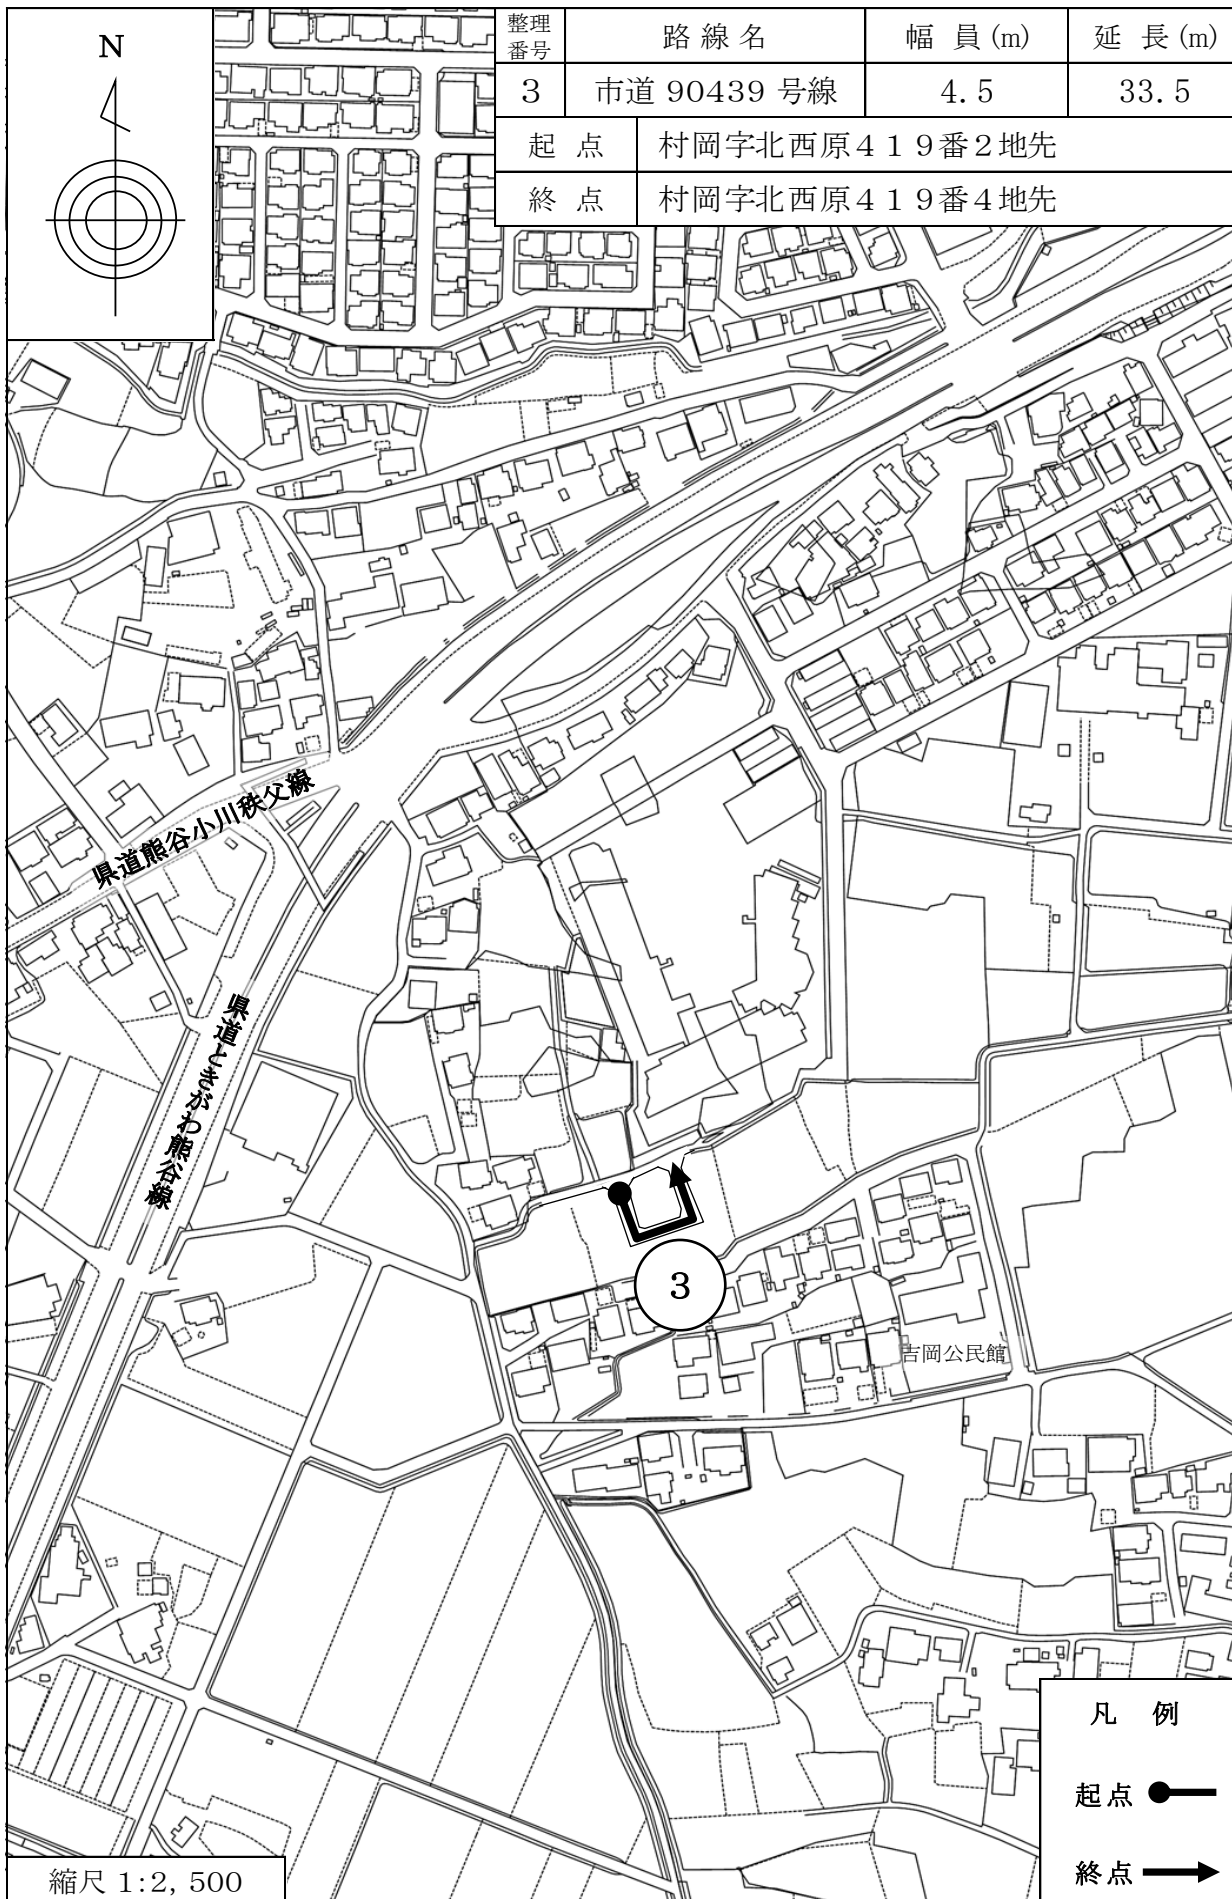 N
整理番号 路線名 幅員(m) 延長(m)
3 市道 90439 号線 4.5 33.5
起点 村岡字北西原419番2地先
終点 村岡字北西原419番4地先
県道熊谷小川秩父線
県道ときがわ熊谷線
3
吉岡公民館
凡例
起点
終点
縮尺 1:2,500